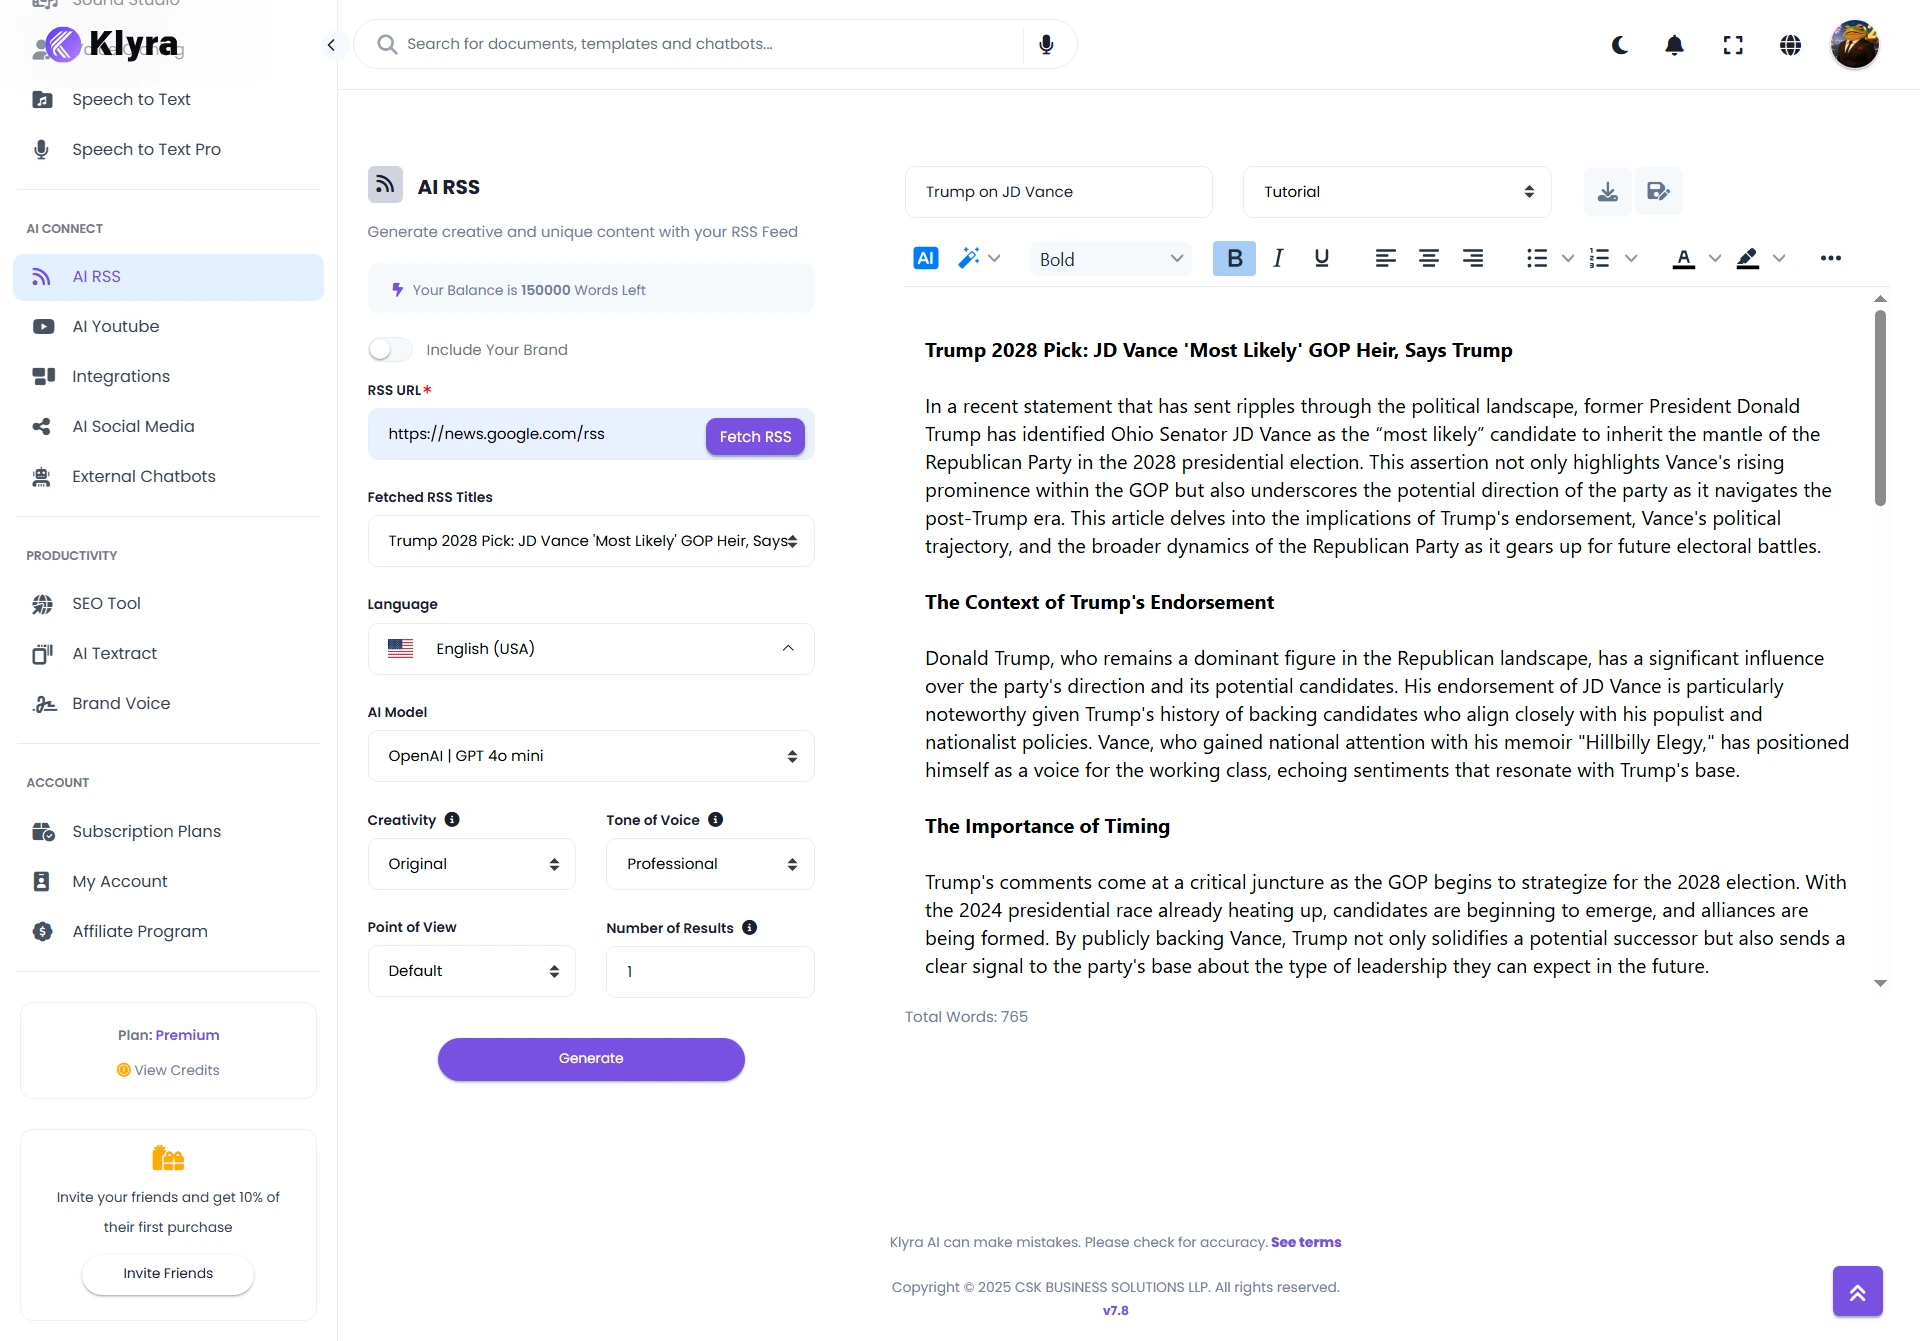 Sound Studio
Klyra
Speech to Text
Speech to Text Pro
AI CONNECT
AI RSS
AI Youtube
Integrations
AI Social Media
External Chatbots
PRODUCTIVITY
SEO Tool
AI Textract
Brand Voice
ACCOUNT
Subscription Plans
My Account
Affiliate Program
Plan: Premium
View Credits
Invite your friends and get 10% of
their first purchase
Invite Friends
Search for documents, templates and chatbots...
AI RSS
Generate creative and unique content with your RSS Feed
Your Balance is 150000 Words Left
Include Your Brand
RSS URL*
https://news.google.com/rss
Fetch RSS
Fetched RSS Titles
Trump 2028 Pick: JD Vance 'Most Likely' GOP Heir, Says
Language
English (USA)
AI Model
OpenAI | GPT 4o mini
Creativity
Tone of Voice
Original
Professional
Point of View
Number of Results
Default
1
Generate
Trump on JD Vance
Tutorial
AI
Bold
B I U
A
Trump 2028 Pick: JD Vance 'Most Likely' GOP Heir, Says Trump
In a recent statement that has sent ripples through the political landscape, former President Donald
Trump has identified Ohio Senator JD Vance as the “most likely” candidate to inherit the mantle of the
Republican Party in the 2028 presidential election. This assertion not only highlights Vance's rising
prominence within the GOP but also underscores the potential direction of the party as it navigates the
post-Trump era. This article delves into the implications of Trump's endorsement, Vance's political
trajectory, and the broader dynamics of the Republican Party as it gears up for future electoral battles.
The Context of Trump's Endorsement
Donald Trump, who remains a dominant figure in the Republican landscape, has a significant influence
over the party's direction and its potential candidates. His endorsement of JD Vance is particularly
noteworthy given Trump's history of backing candidates who align closely with his populist and
nationalist policies. Vance, who gained national attention with his memoir "Hillbilly Elegy," has positioned
himself as a voice for the working class, echoing sentiments that resonate with Trump's base.
The Importance of Timing
Trump's comments come at a critical juncture as the GOP begins to strategize for the 2028 election. With
the 2024 presidential race already heating up, candidates are beginning to emerge, and alliances are
being formed. By publicly backing Vance, Trump not only solidifies a potential successor but also sends a
clear signal to the party's base about the type of leadership they can expect in the future.
Total Words: 765
Klyra AI can make mistakes. Please check for accuracy. See terms
Copyright © 2025 CSK BUSINESS SOLUTIONS LLP. All rights reserved.
v7.8